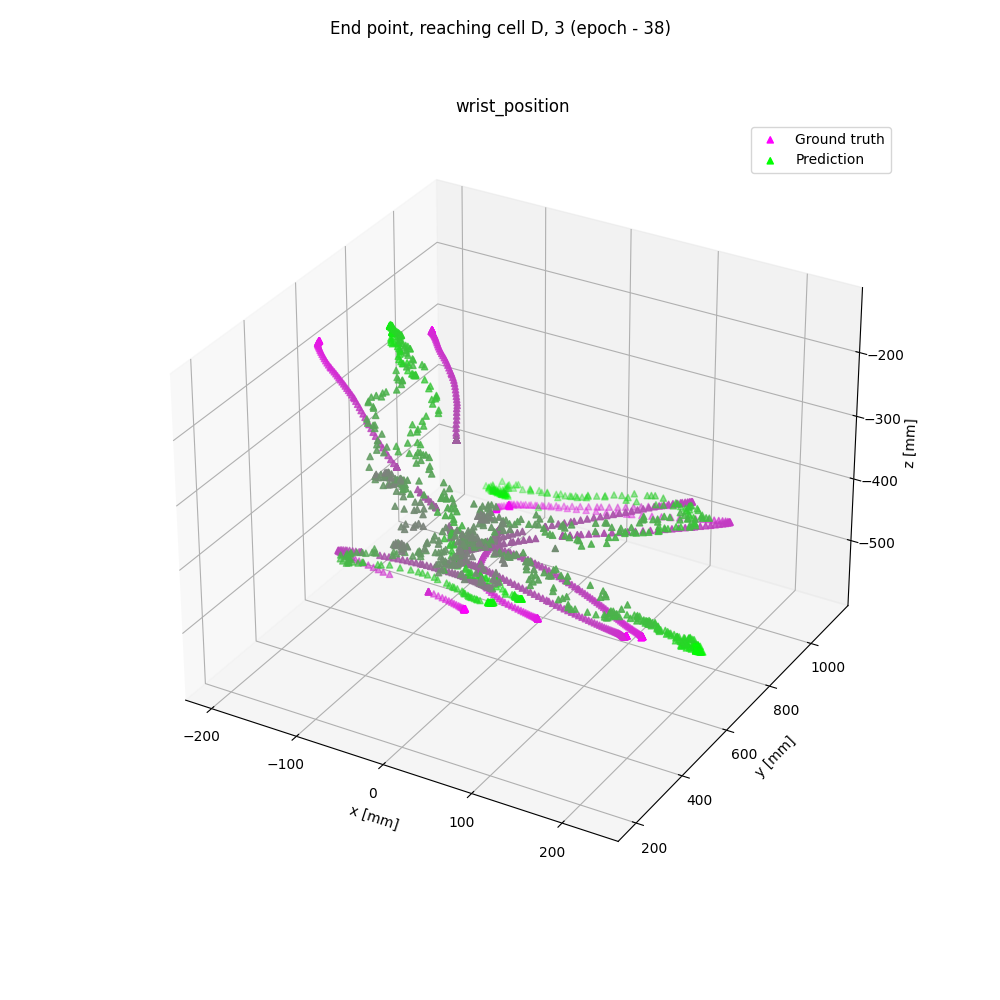 End point, reaching cell D, 3 (epoch - 38)
wrist_position
Ground truth
Prediction
−200
−300
−400
−500
z [mm]
1000
800
600
400
200
y [mm]
−200
−100
0
100
200
x [mm]